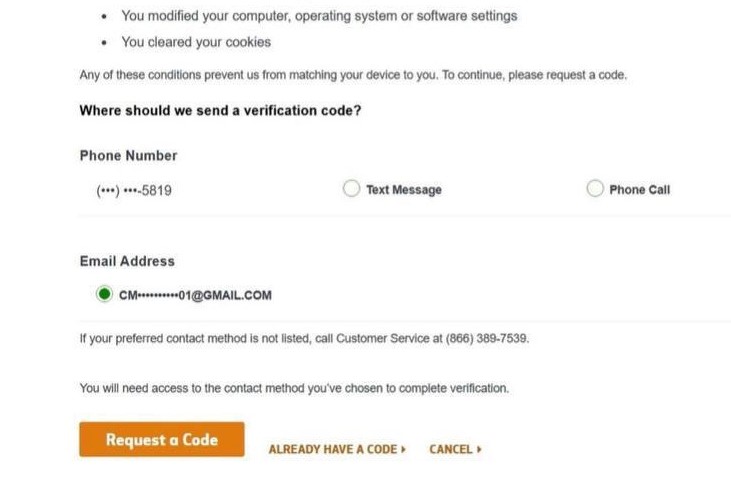 • You modified your computer, operating system or software settings
• You cleared your cookies
Any of these conditions prevent us from matching your device to you. To continue, please request a code.
Where should we send a verification code?
Phone Number
(•••) •••-5819 Text Message Phone Call
Email Address
CM••••••••••01@GMAIL.COM
If your preferred contact method is not listed, call Customer Service at (866) 389-7539.
You will need access to the contact method you've chosen to complete verification.
Request a Code ALREADY HAVE A CODE CANCEL